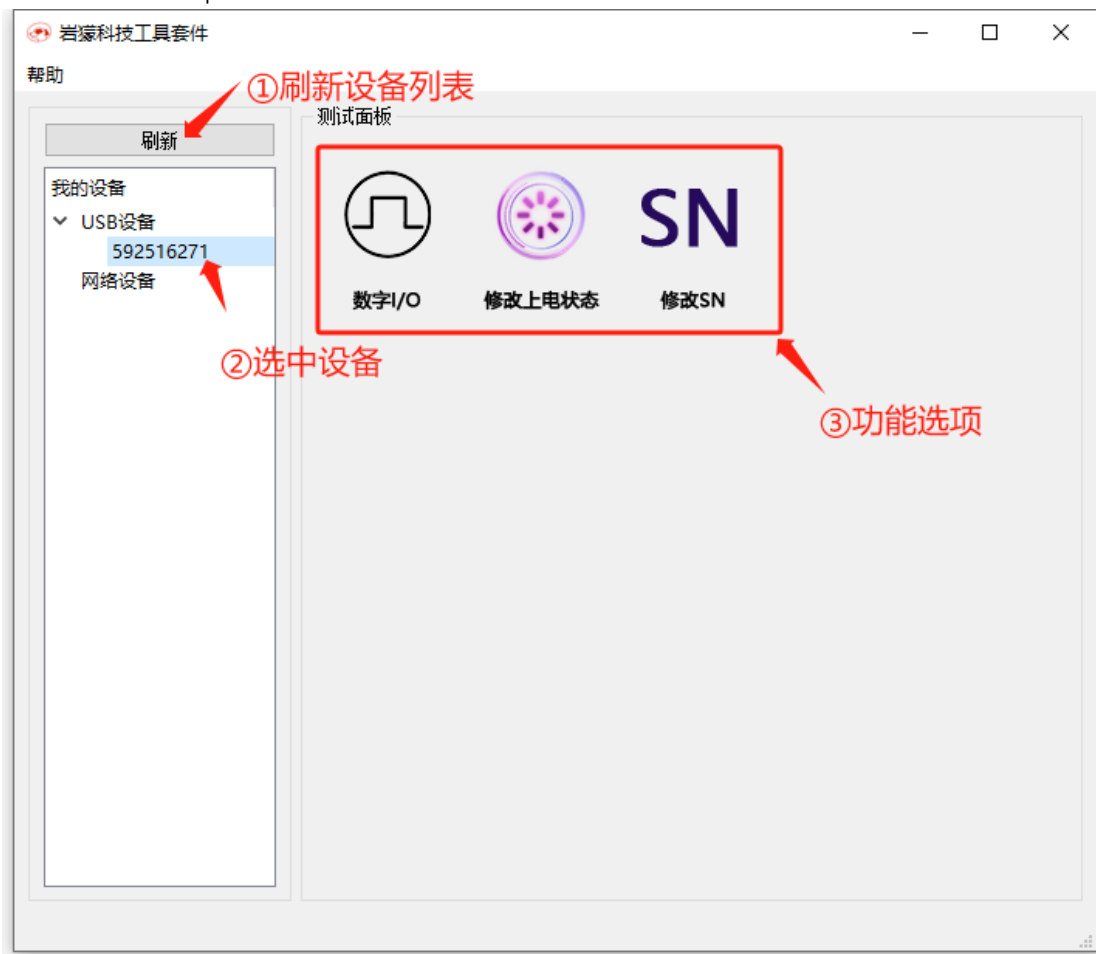 岩獴科技工具套件
帮助
①刷新设备列表
刷新
测试面板
我的设备
USB设备
592516271
网络设备
SN
数字I/O
修改上电状态
修改SN
②选中设备
③功能选项